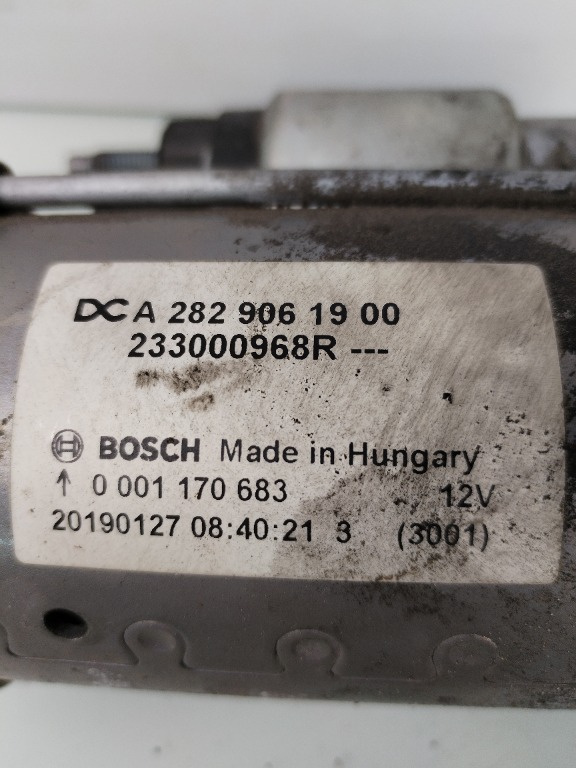 DC A 282 906 19 00
233000968R ---
BOSCH Made in Hungary
↑ 0 001 170 683 12V
20190127 08:40:21 3 (3001)